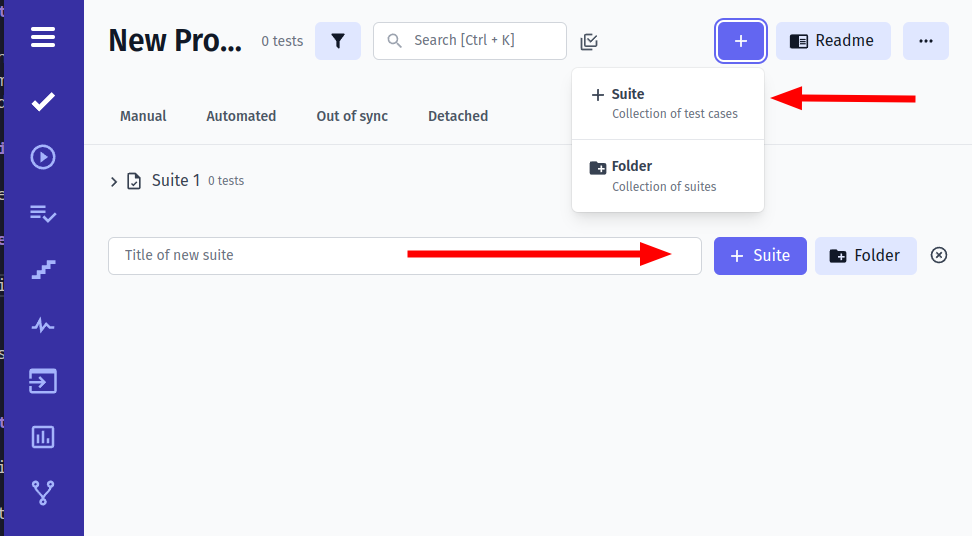 New Pro... 0 tests Search [Ctrl + K] Readme
Suite
Collection of test cases
Manual Automated Out of sync Detached
Folder
Collection of suites
Suite 1 0 tests
Title of new suite Suite Folder